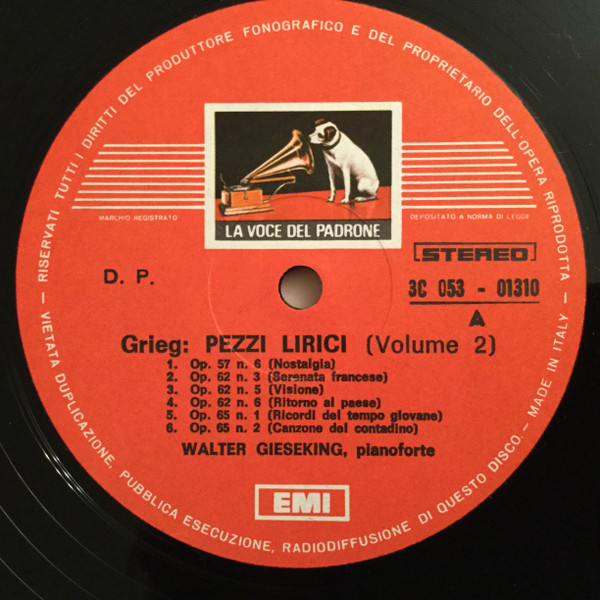 RISERVATI TUTTI I DIRITTI DEL PRODUTTORE FONOGRAFICO E DEL PROPRIETARIO DELL'OPERA RIPRODOTTA
MARCHIO REGISTRATO
DEPOSITATO A NORMA DI LEGGE
LA VOCE DEL PADRONE
STEREO
D. P.
3C 053 - 01310
A
Grieg: PEZZI LIRICI (Volume 2)
1. Op. 57 n. 6 (Nostalgia)
2. Op. 62 n. 3 (Serenata francese)
3. Op. 62 n. 5 (Visione)
4. Op. 62 n. 6 (Ritorno al paese)
5. Op. 65 n. 1 (Ricordi del tempo giovane)
6. Op. 65 n. 2 (Canzone del contadino)
WALTER GIESEKING, pianoforte
EMI
— VIETATA DUPLICAZIONE, PUBBLICA ESECUZIONE, RADIODIFFUSIONE DI QUESTO DISCO - MADE IN ITALY —